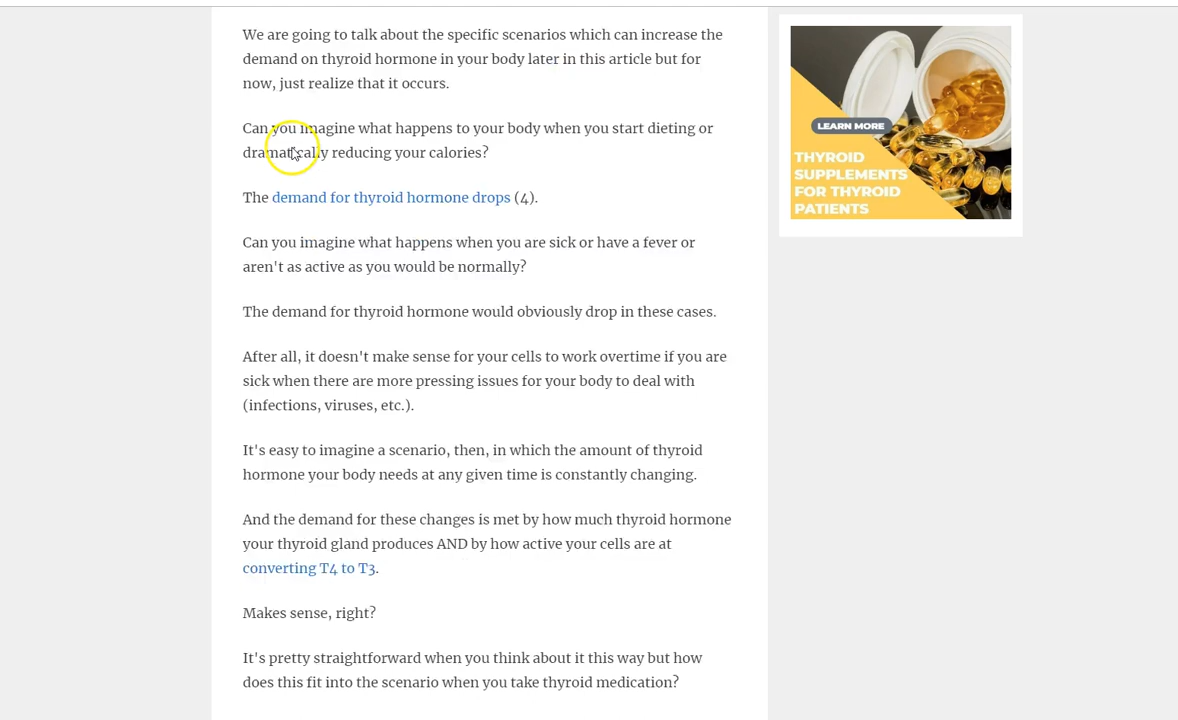 We are going to talk about the specific scenarios which can increase the
demand on thyroid hormone in your body later in this article but for
now, just realize that it occurs.
Can you imagine what happens to your body when you start dieting or
dramatically reducing your calories?
The demand for thyroid hormone drops (4).
Can you imagine what happens when you are sick or have a fever or
aren't as active as you would be normally?
The demand for thyroid hormone would obviously drop in these cases.
After all, it doesn't make sense for your cells to work overtime if you are
sick when there are more pressing issues for your body to deal with
(infections, viruses, etc.).
It's easy to imagine a scenario, then, in which the amount of thyroid
hormone your body needs at any given time is constantly changing.
And the demand for these changes is met by how much thyroid hormone
your thyroid gland produces AND by how active your cells are at
converting T4 to T3.
Makes sense, right?
It's pretty straightforward when you think about it this way but how
does this fit into the scenario when you take thyroid medication?
LEARN MORE
THYROID
SUPPLEMENTS
FOR THYROID
PATIENTS